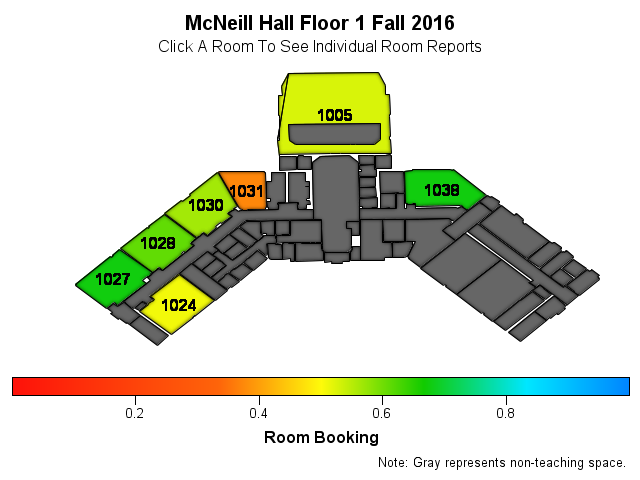 McNeill Hall Floor 1 Fall 2016
Click A Room To See Individual Room Reports
1005
1031
1038
1030
1028
1027
1024
0.2 0.4 0.6 0.8
Room Booking
Note: Gray represents non-teaching space.